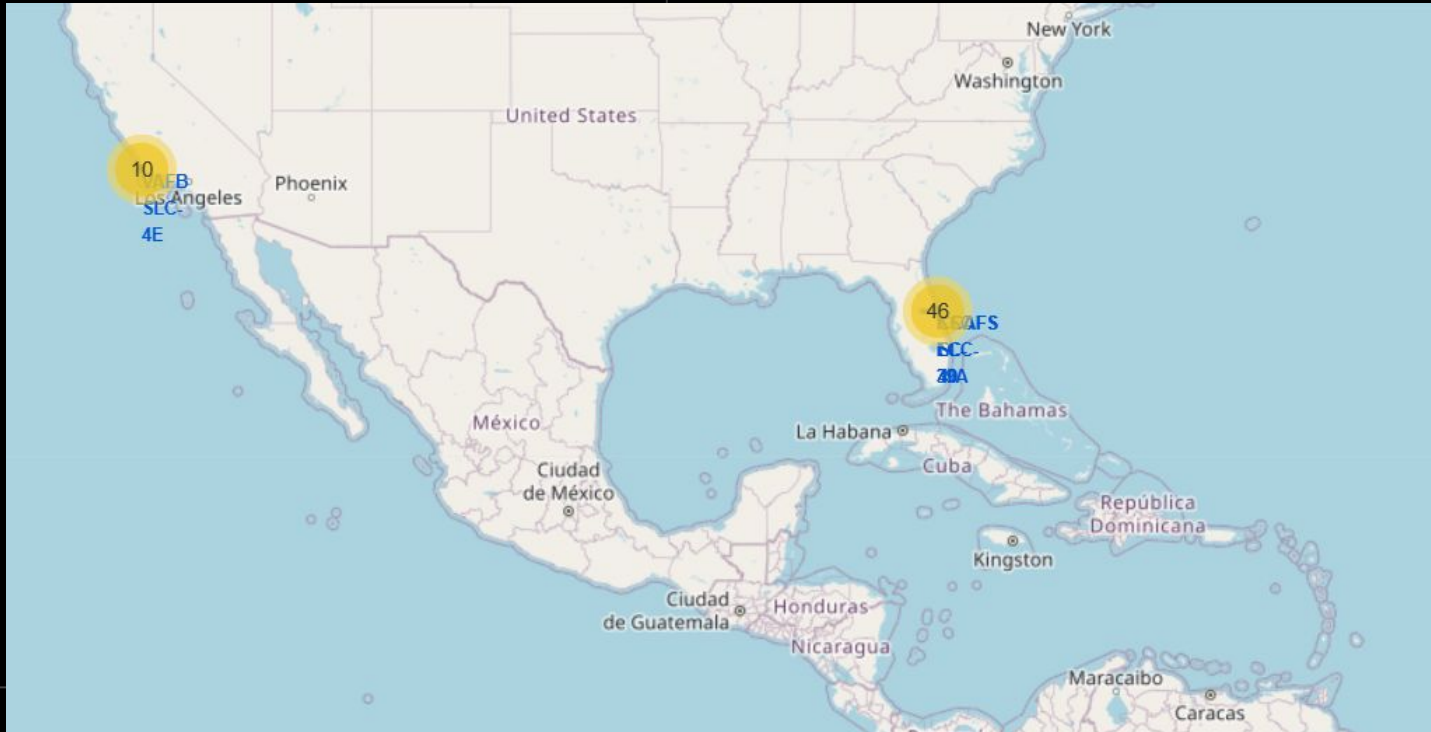 New York
Washington
United States
10
VAFB
Los Angeles
SLC-
4E
Phoenix
46
The Bahamas
La Habana
México
Cuba
Ciudad
de México
República
Dominicana
Kingston
Ciudad
de Guatemala
Honduras
Nicaragua
Maracaibo
Caracas